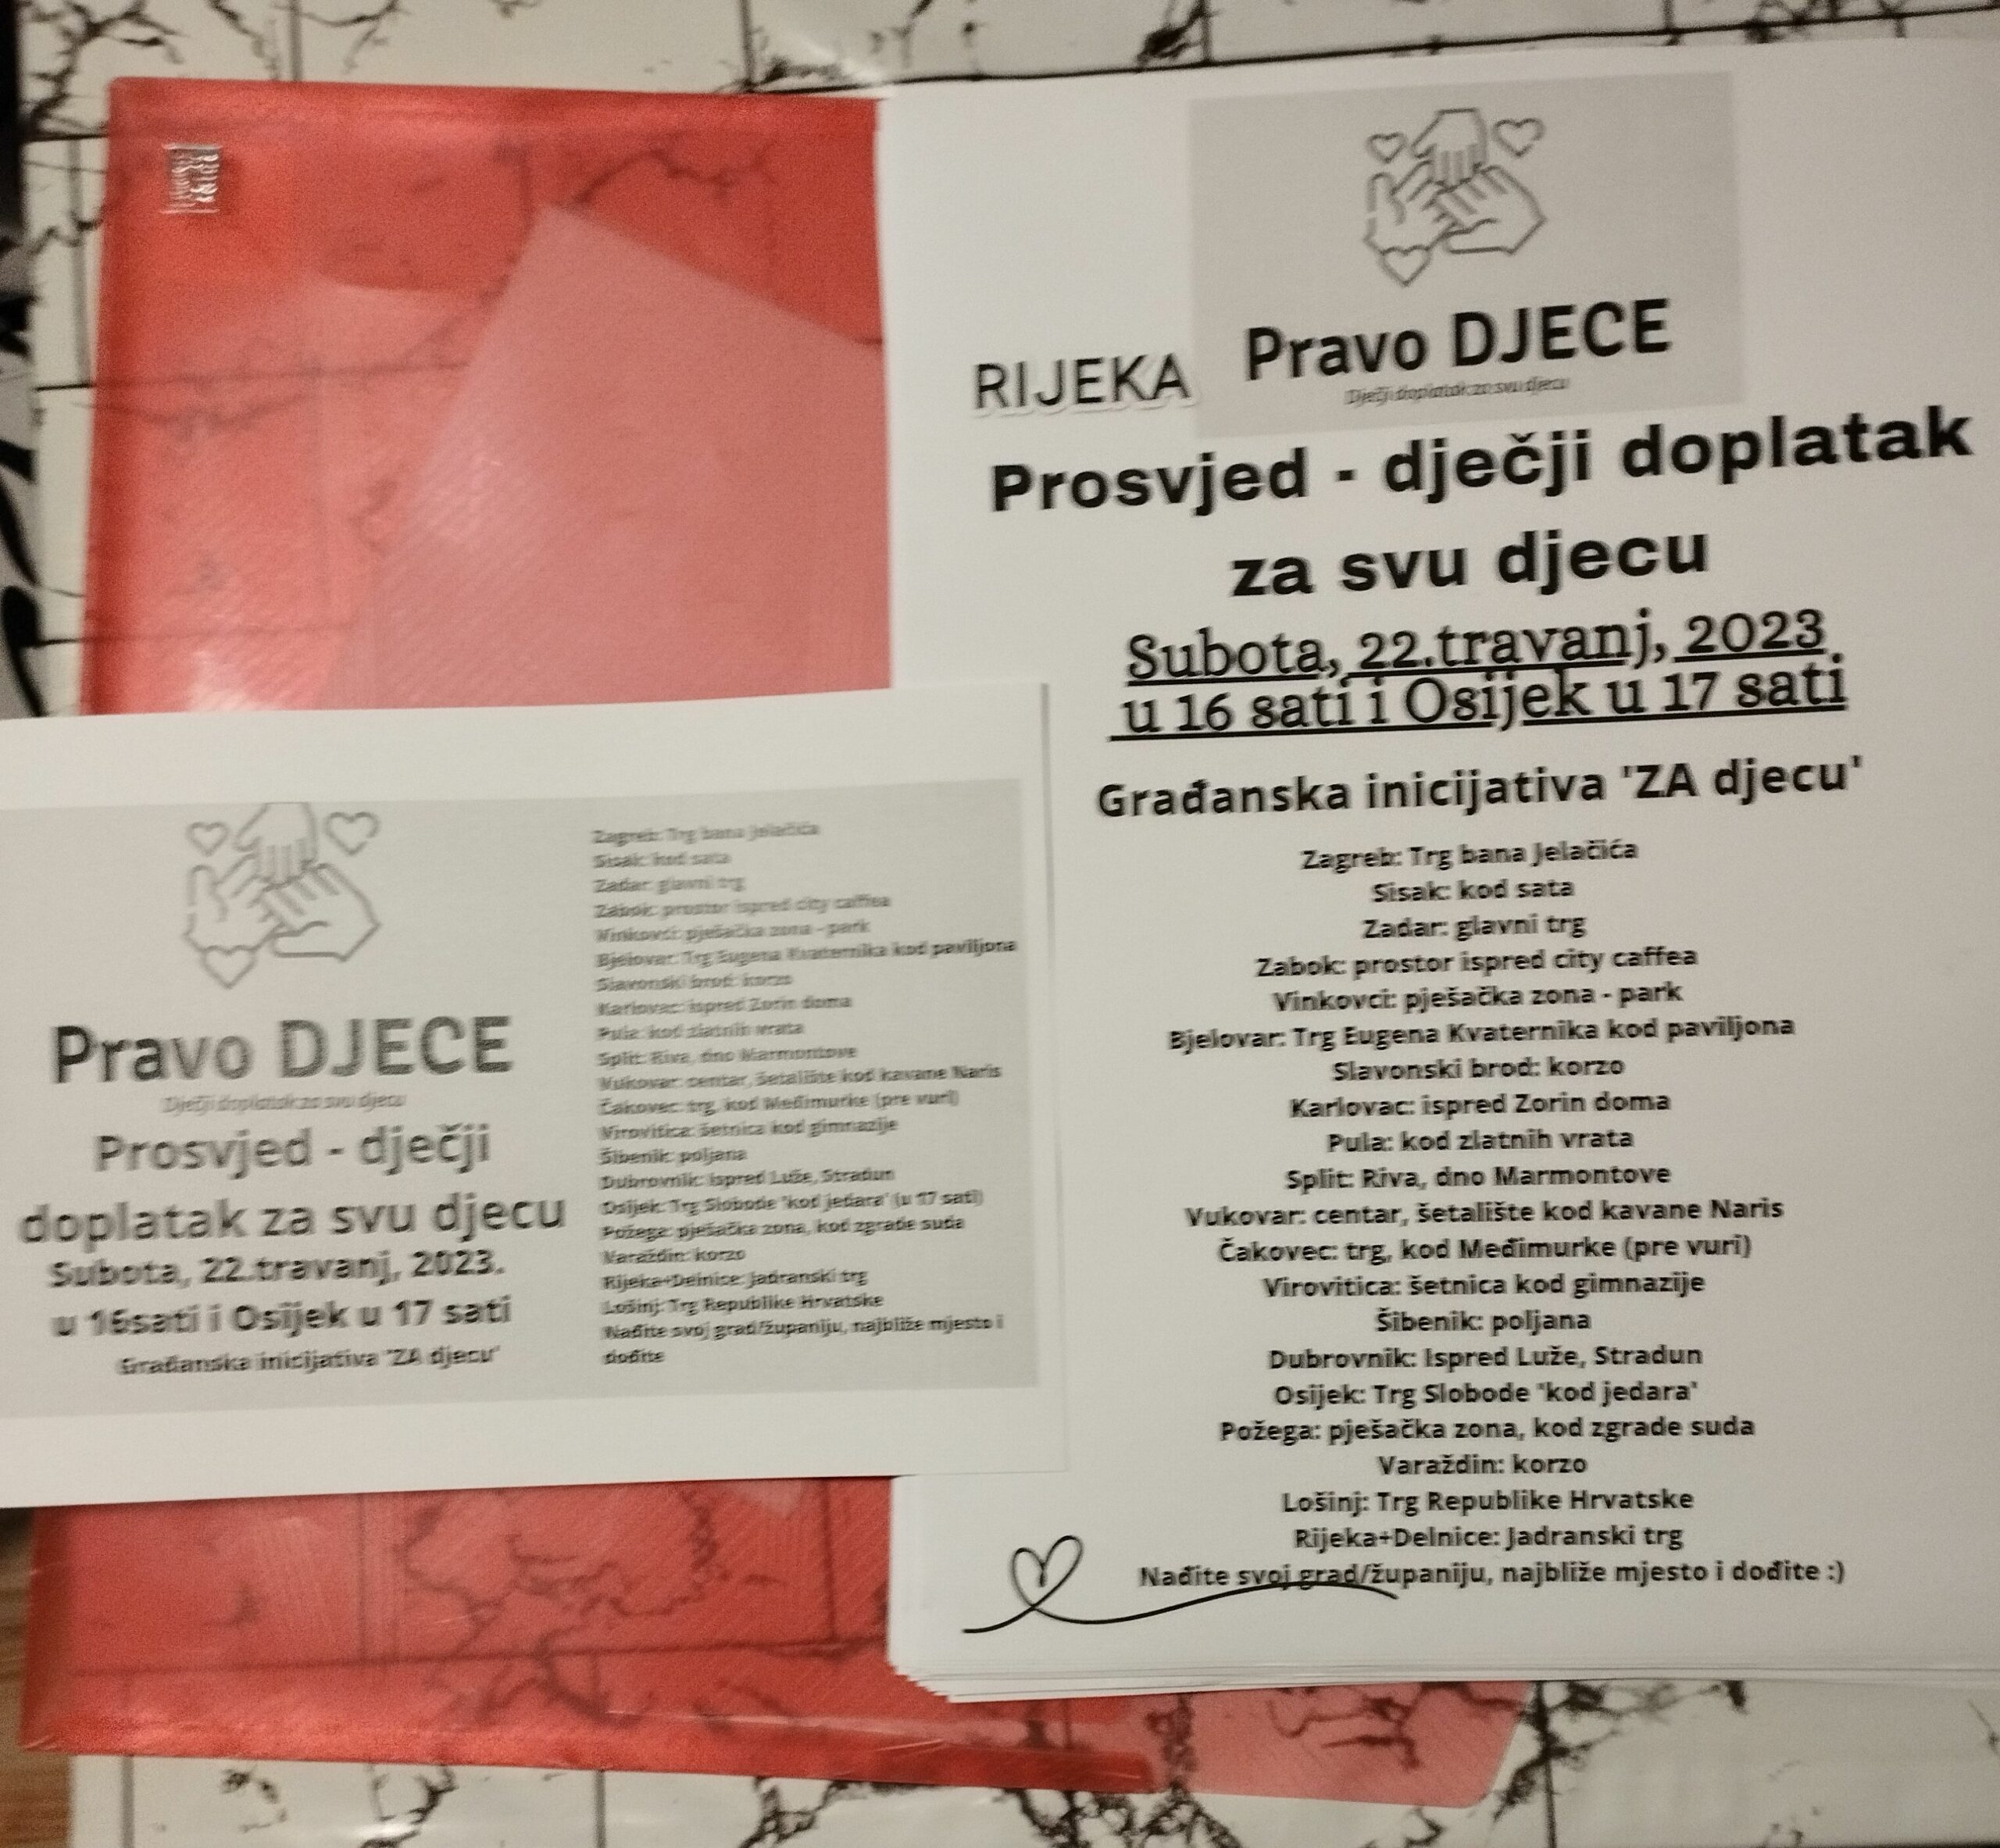 RIJEKA
Pravo DJECE
Dječji doplatak za svu djecu
Prosvjed - dječji doplatak
za svu djecu
Subota, 22.travanj, 2023.
u 16 sati i Osijek u 17 sati
Građanska inicijativa 'ZA djecu'
Zagreb: Trg bana Jelačića
Sisak: kod sata
Zadar: glavni trg
Zabok: prostor ispred city caffea
Vinkovci: pješačka zona - park
Bjelovar: Trg Eugena Kvaternika kod paviljona
Slavonski brod: korzo
Karlovac: ispred Zorin doma
Pula: kod zlatnih vrata
Split: Riva, dno Marmontove
Vukovar: centar, šetalište kod kavane Naris
Čakovec: trg, kod Međimurke (pre vuri)
Virovitica: šetnica kod gimnazije
Šibenik: poljana
Dubrovnik: Ispred Luže, Stradun
Osijek: Trg Slobode 'kod jedara'
Požega: pješačka zona, kod zgrade suda
Varaždin: korzo
Lošinj: Trg Republike Hrvatske
Rijeka+Delnice: Jadranski trg
Nađite svoj grad/županiju, najbliže mjesto i dođite :)
Pravo DJECE
Dječji doplatak za svu djecu
Prosvjed - dječji
doplatak za svu djecu
Subota, 22.travanj, 2023.
u 16sati i Osijek u 17 sati
Građanska inicijativa 'ZA djecu'
Zagreb: Trg bana Jelačića
Sisak: kod sata
Zadar: glavni trg
Zabok: prostor ispred city caffea
Vinkovci: pješačka zona - park
Bjelovar: Trg Eugena Kvaternika kod paviljona
Slavonski brod: korzo
Karlovac: ispred Zorin doma
Pula: kod zlatnih vrata
Split: Riva, dno Marmontove
Vukovar: centar, šetalište kod kavane Naris
Čakovec: trg, kod Međimurke (pre vuri)
Virovitica: šetnica kod gimnazije
Šibenik: poljana
Dubrovnik: Ispred Luže, Stradun
Osijek: Trg Slobode 'kod jedara' (u 17 sati)
Požega: pješačka zona, kod zgrade suda
Varaždin: korzo
Rijeka+Delnice: Jadranski trg
Lošinj: Trg Republike Hrvatske
Nađite svoj grad/županiju, najbliže mjesto i
dođite